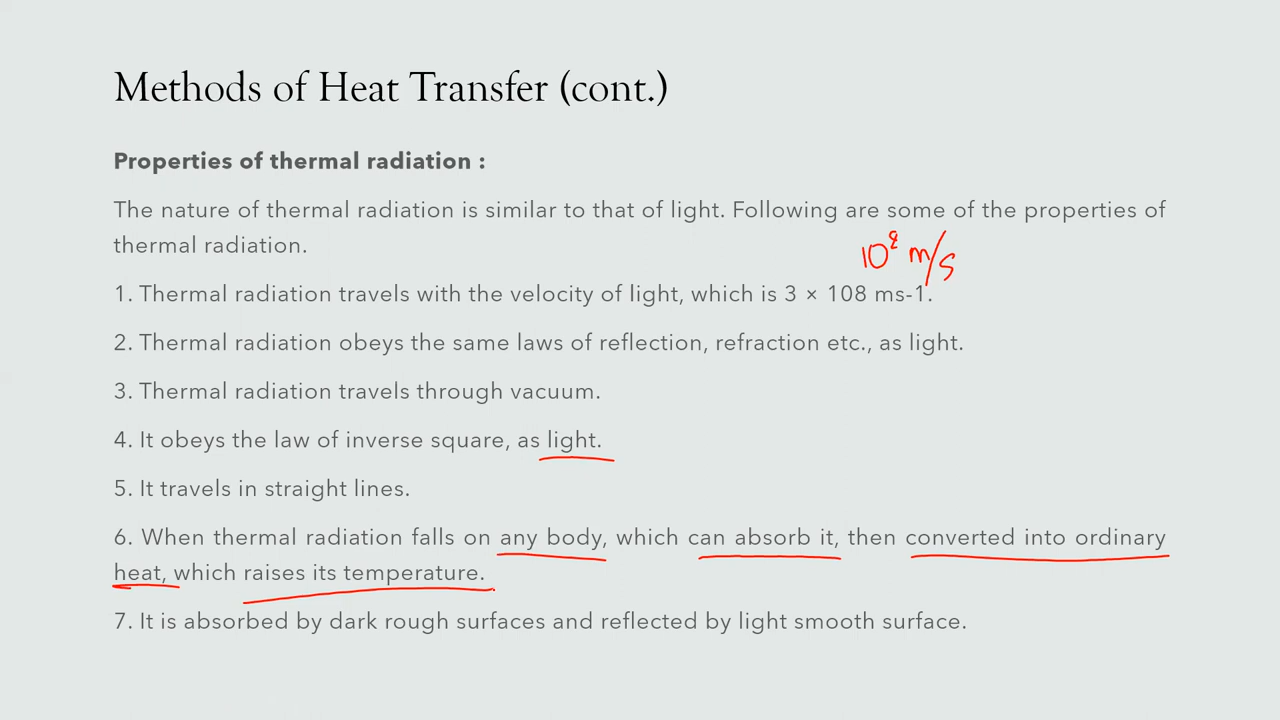 Methods of Heat Transfer (cont.)
Properties of thermal radiation :
The nature of thermal radiation is similar to that of light. Following are some of the properties of
thermal radiation.
10⁸ m/s
1. Thermal radiation travels with the velocity of light, which is 3 × 108 ms-1.
2. Thermal radiation obeys the same laws of reflection, refraction etc., as light.
3. Thermal radiation travels through vacuum.
4. It obeys the law of inverse square, as light.
5. It travels in straight lines.
6. When thermal radiation falls on any body, which can absorb it, then converted into ordinary
heat, which raises its temperature.
7. It is absorbed by dark rough surfaces and reflected by light smooth surface.